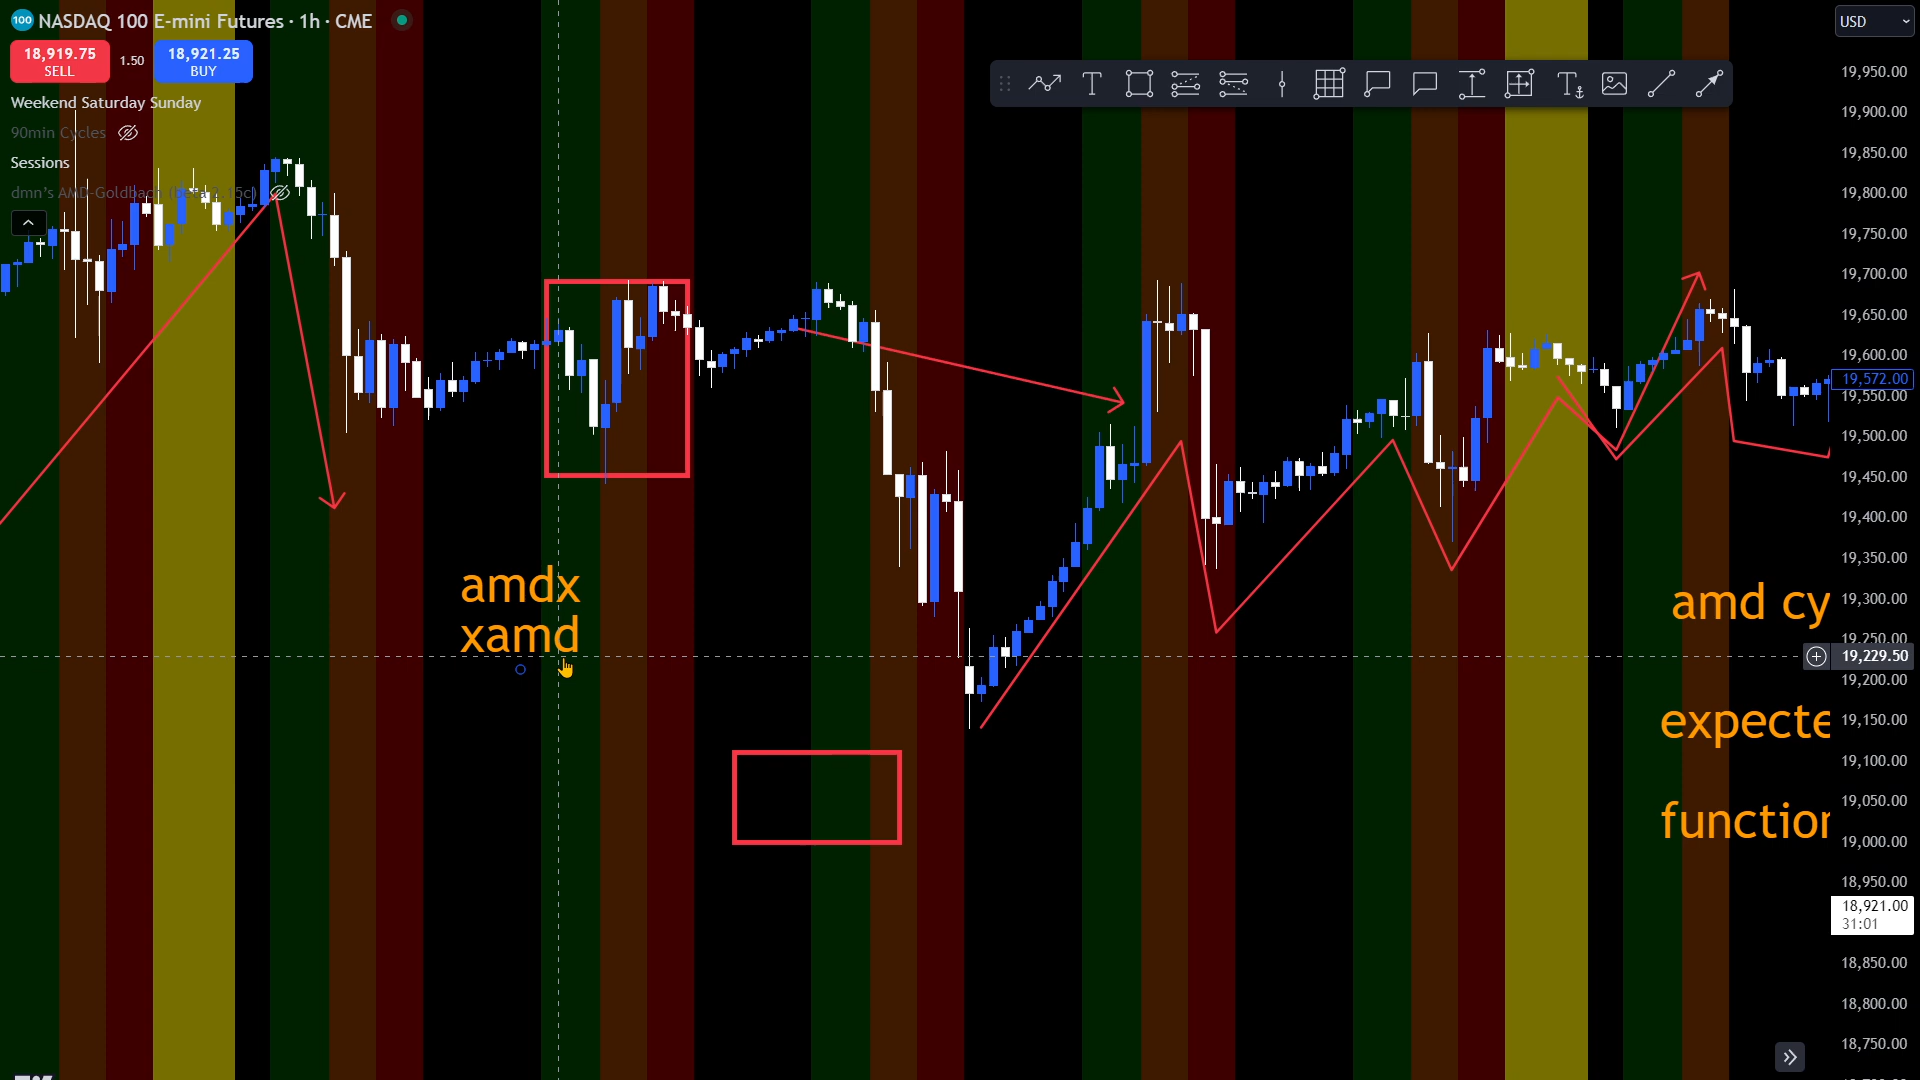 100 NASDAQ 100 E-mini Futures · 1h · CME
USD
18,919.75
SELL
1.50
18,921.25
BUY
Weekend Saturday Sunday
90min Cycles
Sessions
dmn's AMD-Goldbach
19,950.00
19,900.00
19,850.00
19,800.00
19,750.00
19,700.00
19,650.00
19,600.00
19,572.00
19,550.00
19,500.00
19,450.00
19,400.00
19,350.00
19,300.00
19,250.00
19,229.50
19,200.00
19,150.00
19,100.00
19,050.00
19,000.00
18,950.00
18,921.00
31:01
18,850.00
18,800.00
18,750.00
amdx
xamd
amd cy
expecte
function